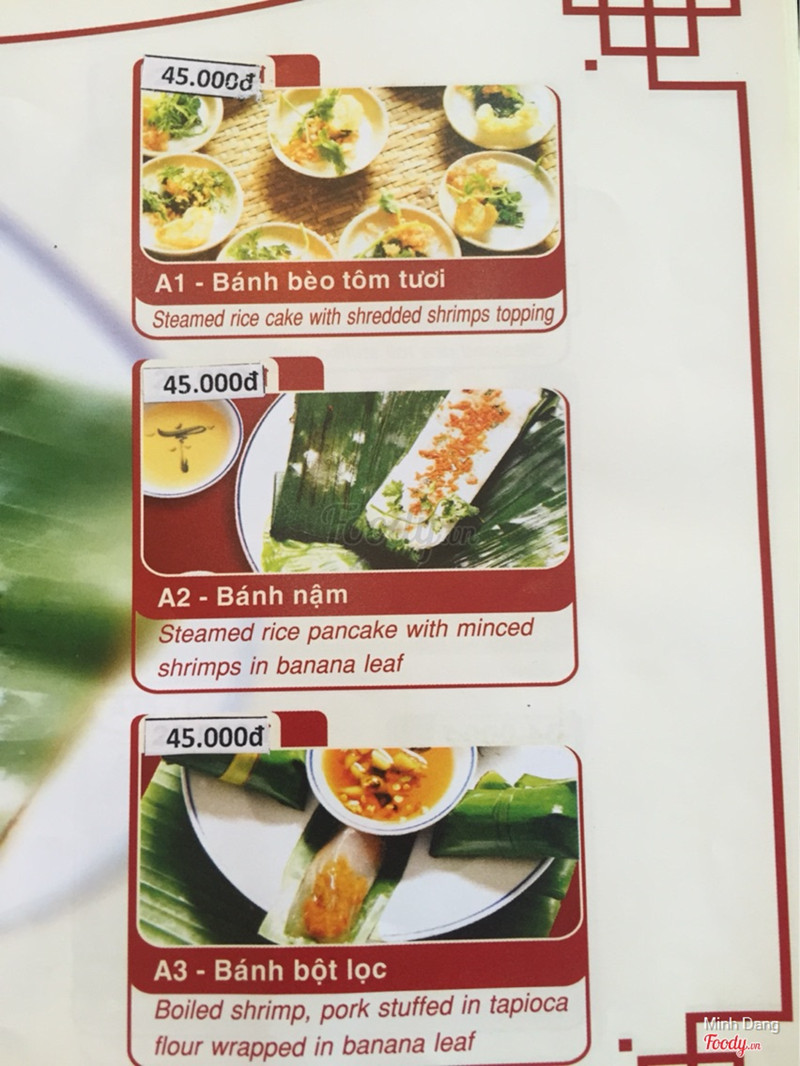 45.000đ
A1 - Bánh bèo tôm tươi
Steamed rice cake with shredded shrimps topping
45.000đ
Foody.vn
A2 - Bánh nậm
Steamed rice pancake with minced
shrimps in banana leaf
45.000đ
A3 - Bánh bột lọc
Boiled shrimp, pork stuffed in tapioca
flour wrapped in banana leaf
Minh Dang
Foody.vn